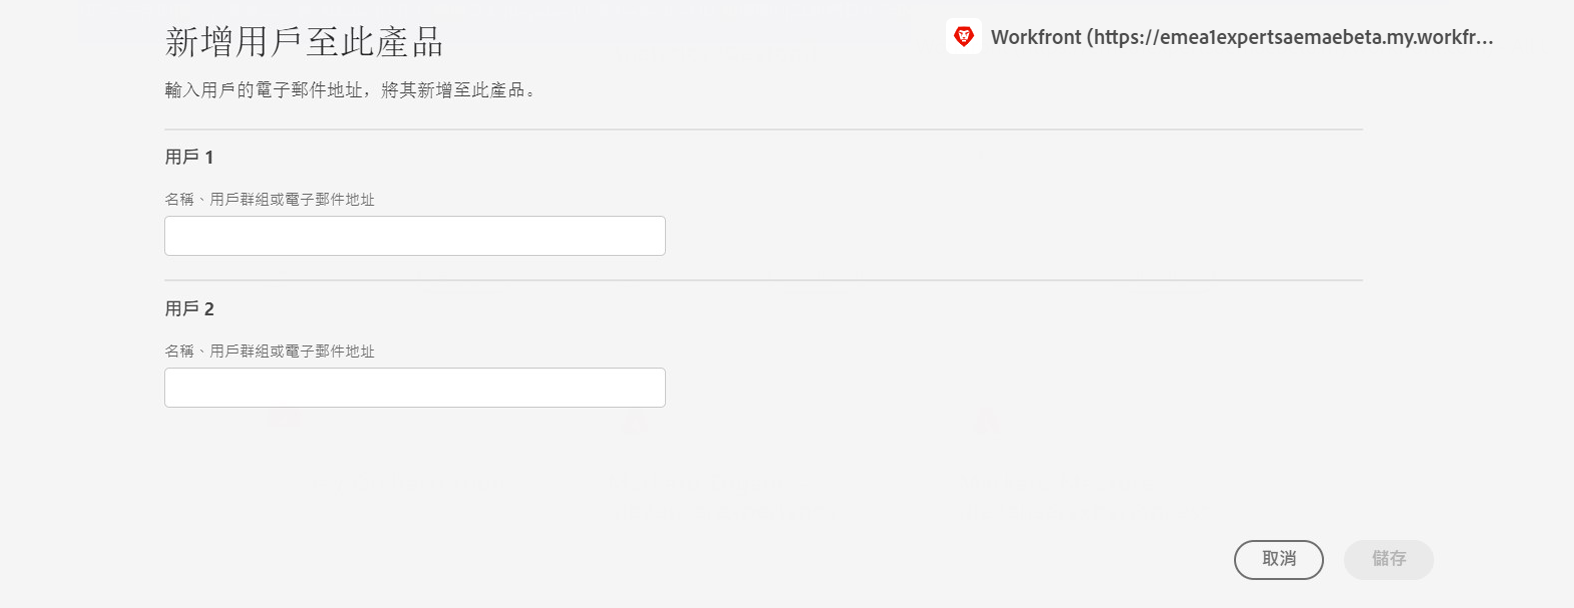 新增用戶至此產品
Workfront (https://emea1expertsaemaebeta.my.workfr...
輸入用戶的電子郵件地址，將其新增至此產品。
用戶 1
名稱、用戶群組或電子郵件地址
用戶 2
名稱、用戶群組或電子郵件地址
取消
儲存